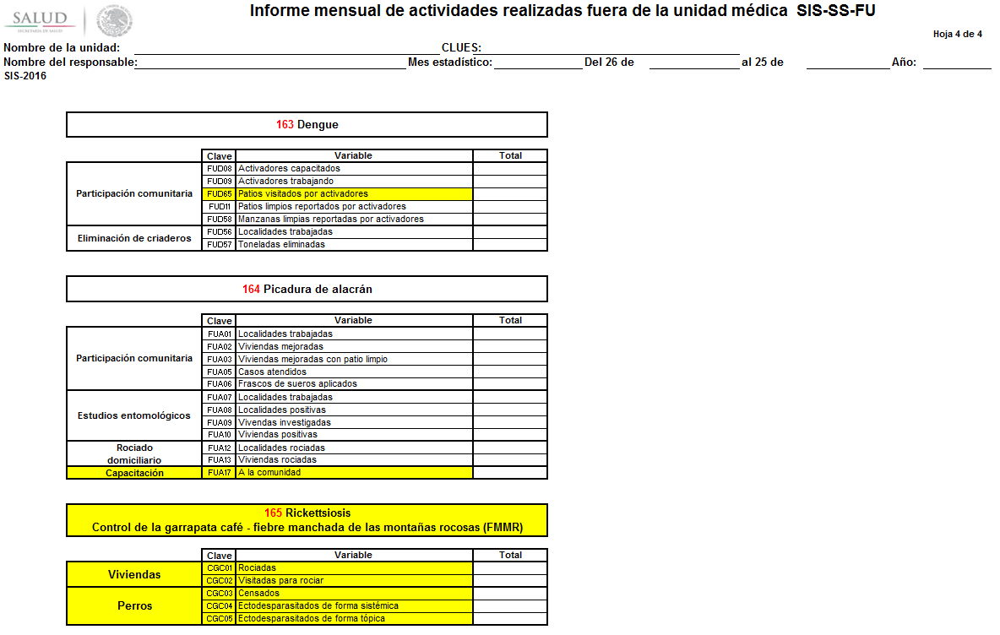 Informe mensual de actividades realizadas fuera de la unidad médica SIS-SS-FU
SALUD
SECRETARÍA DE SALUD
Hoja 4 de 4
Nombre de la unidad: CLUES:
Nombre del responsable: Mes estadístico: Del 26 de al 25 de Año:
SIS-2016
163 Dengue
Clave Variable Total
Participación comunitaria
FUD08 Activadores capacitados
FUD09 Activadores trabajando
FUD65 Patios visitados por activadores
FUD11 Patios limpios reportados por activadores
FUD58 Manzanas limpias reportadas por activadores
Eliminación de criaderos
FUD56 Localidades trabajadas
FUD57 Toneladas eliminadas
164 Picadura de alacrán
Clave Variable Total
Participación comunitaria
FUA01 Localidades trabajadas
FUA02 Viviendas mejoradas
FUA03 Viviendas mejoradas con patio limpio
FUA05 Casos atendidos
FUA06 Frascos de sueros aplicados
Estudios entomológicos
FUA07 Localidades trabajadas
FUA08 Localidades positivas
FUA09 Vivendas investigadas
FUA10 Viviendas positivas
Rociado
domiciliario
FUA12 Localidades rociadas
FUA13 Viviendas rociadas
Capacitación FUA17 A la comunidad
165 Rickettsiosis
Control de la garrapata café - fiebre manchada de las montañas rocosas (FMMR)
Clave Variable Total
Viviendas
CGC01 Rociadas
CGC02 Visitadas para rociar
Perros
CGC03 Censados
CGC04 Ectodesparasitados de forma sistémica
CGC05 Ectodesparasitados de forma tópica